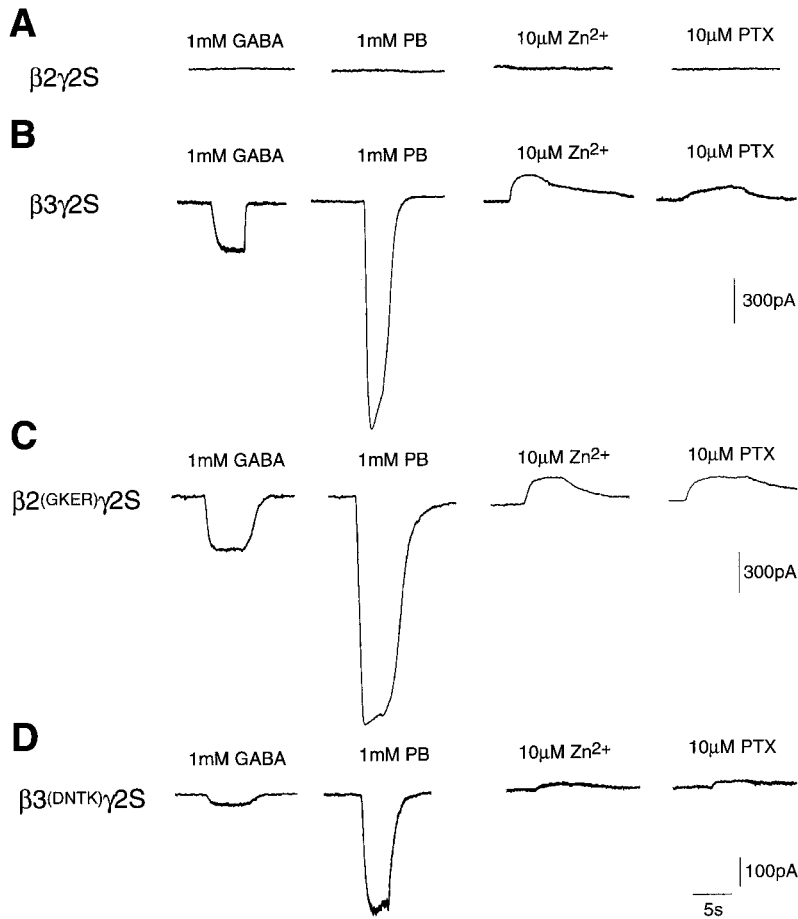 A
1mM GABA 1mM PB 10µM Zn2+ 10µM PTX
β2γ2S
B
1mM GABA 1mM PB 10µM Zn2+ 10µM PTX
β3γ2S
300pA
C
1mM GABA 1mM PB 10µM Zn2+ 10µM PTX
β2(GKER)γ2S
300pA
D
1mM GABA 1mM PB 10µM Zn2+ 10µM PTX
β3(DNTK)γ2S
100pA
5s